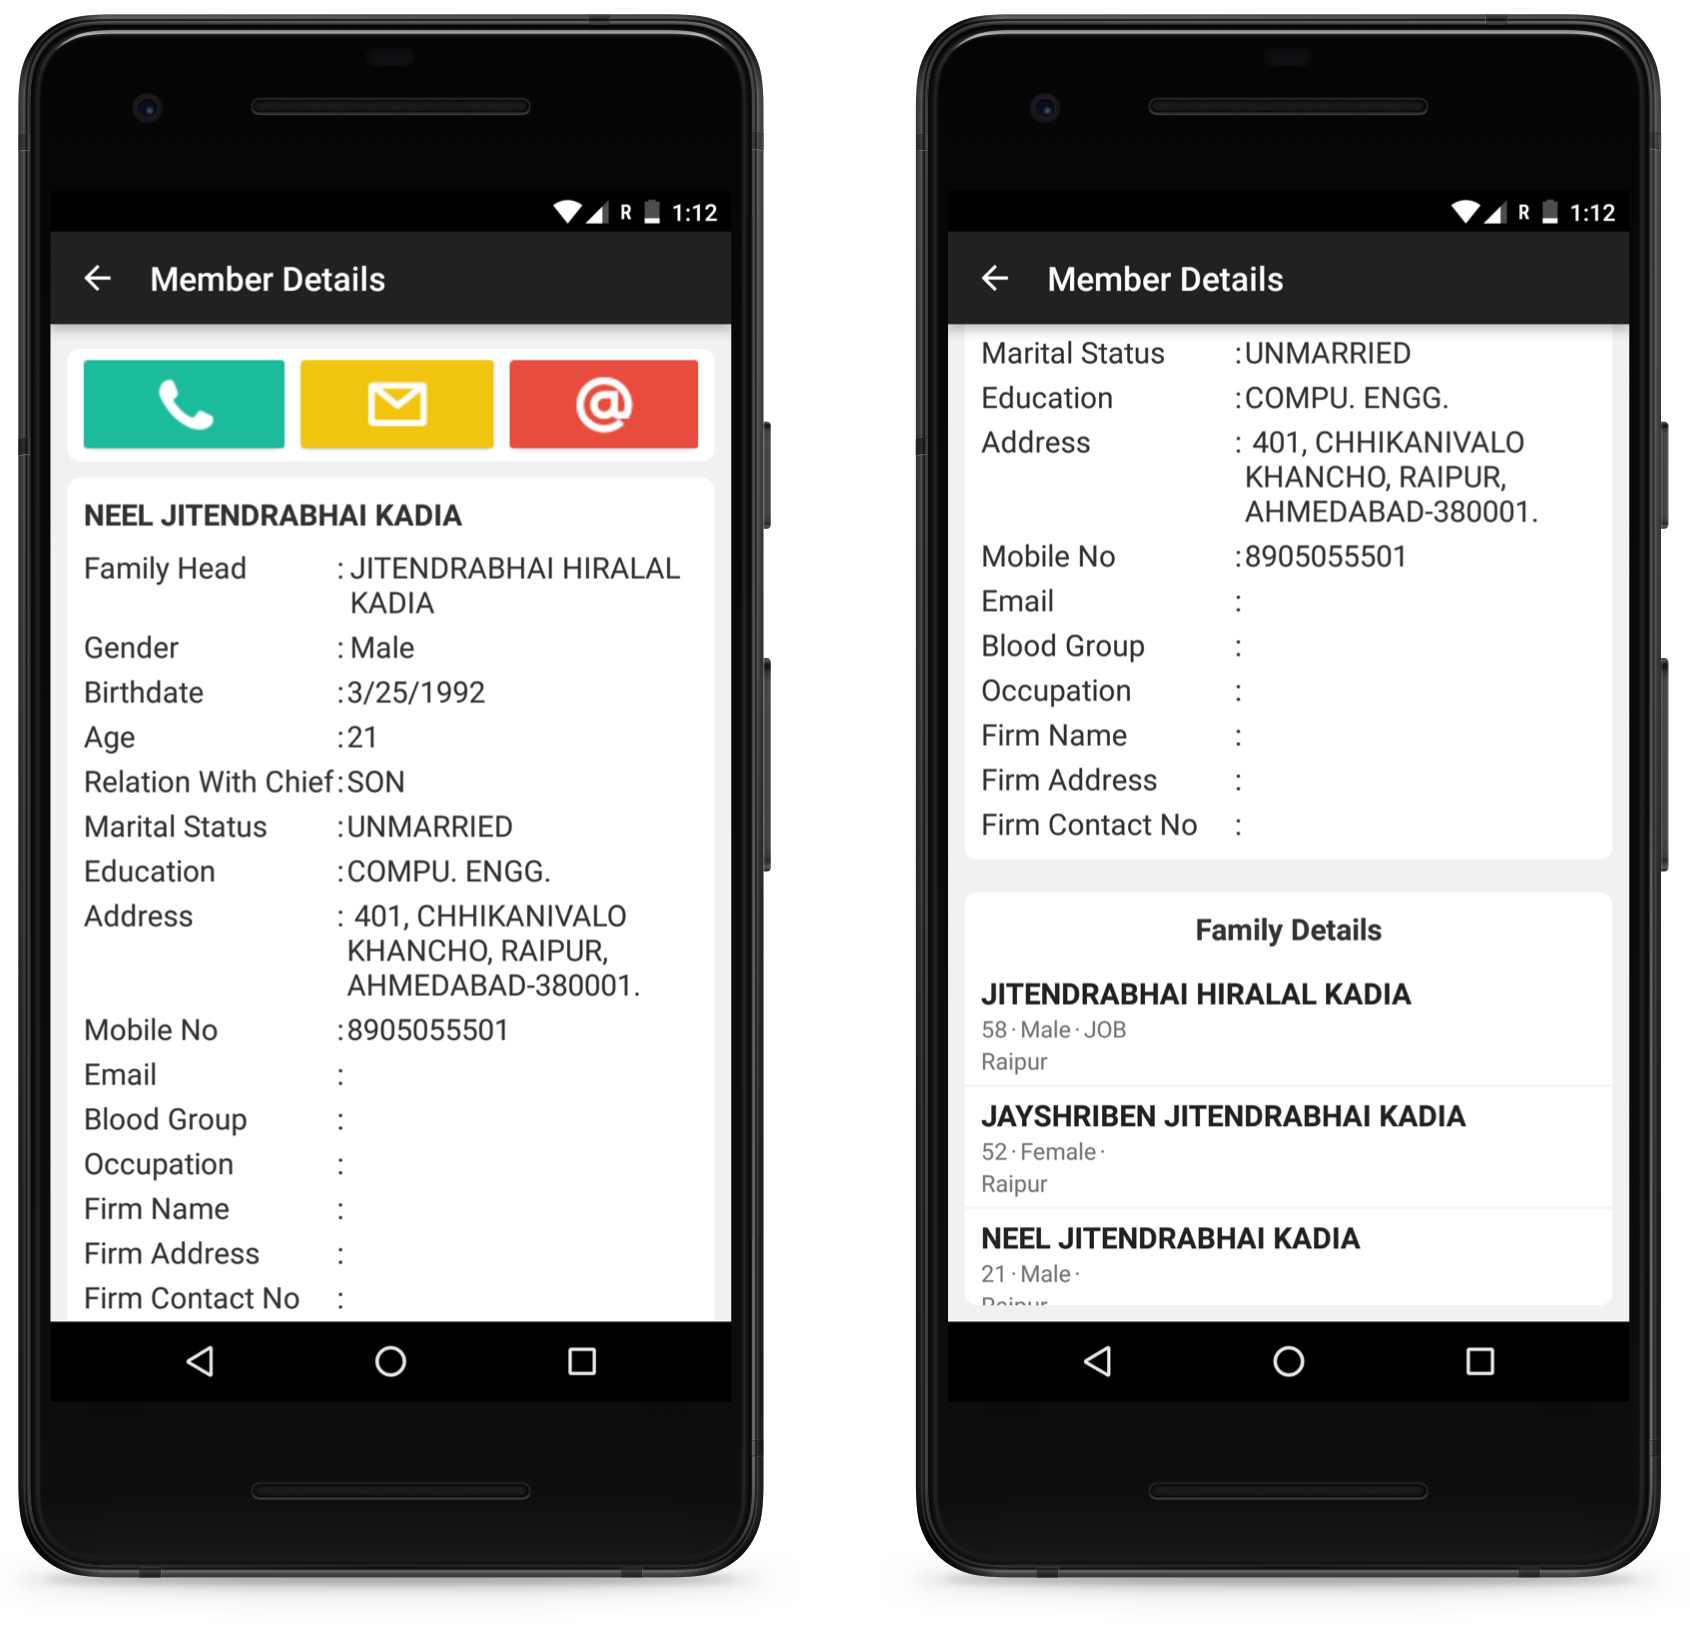 R 1:12
Member Details
@
NEEL JITENDRABHAI KADIA
Family Head : JITENDRABHAI HIRALAL
KADIA
Gender : Male
Birthdate :3/25/1992
Age :21
Relation With Chief:SON
Marital Status :UNMARRIED
Education :COMPU. ENGG.
Address : 401, CHHIKANIVALO
KHANCHO, RAIPUR,
AHMEDABAD-380001.
Mobile No :8905055501
Email :
Blood Group :
Occupation :
Firm Name :
Firm Address :
Firm Contact No :
R 1:12
Member Details
Marital Status :UNMARRIED
Education :COMPU. ENGG.
Address : 401, CHHIKANIVALO
KHANCHO, RAIPUR,
AHMEDABAD-380001.
Mobile No :8905055501
Email :
Blood Group :
Occupation :
Firm Name :
Firm Address :
Firm Contact No :
Family Details
JITENDRABHAI HIRALAL KADIA
58 · Male · JOB
Raipur
JAYSHRIBEN JITENDRABHAI KADIA
52 · Female ·
Raipur
NEEL JITENDRABHAI KADIA
21 · Male ·
Raipur